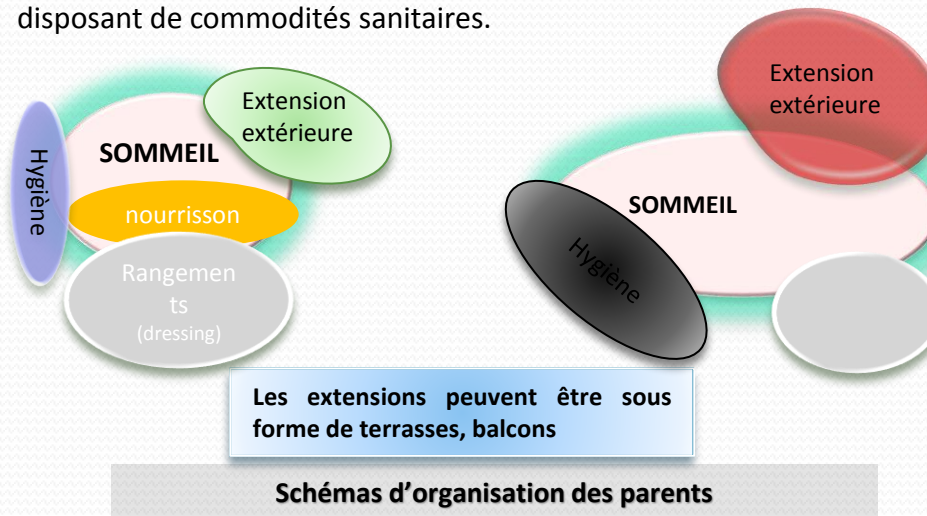 disposant de commodités sanitaires.
Extension
extérieure
SOMMEIL
Hygiène
nourrisson
Rangemen
ts
(dressing)
Extension
extérieure
SOMMEIL
Hygiène
Les extensions peuvent être sous
forme de terrasses, balcons
Schémas d’organisation des parents